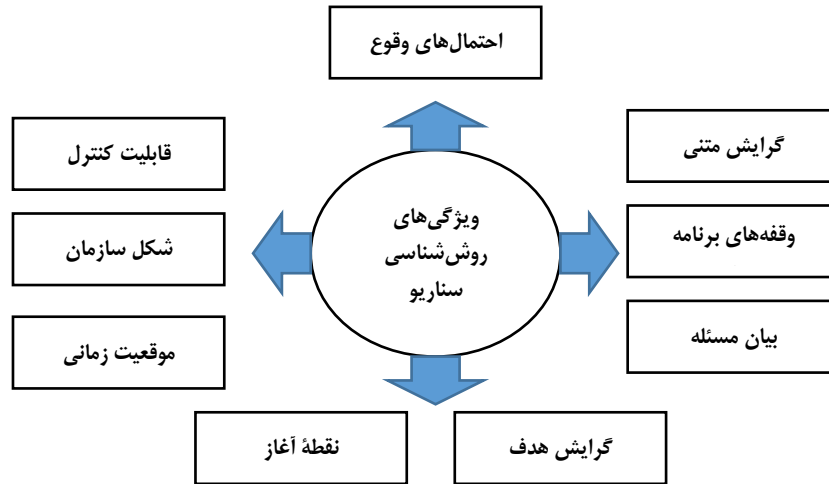 احتمال‌های وقوع
گرایش متنی
وقفه‌های برنامه
بیان مسئله
ویژگی‌های
روش‌شناسی
سناریو
قابلیت کنترل
شکل سازمان
موقعیت زمانی
گرایش هدف
نقطهٔ آغاز